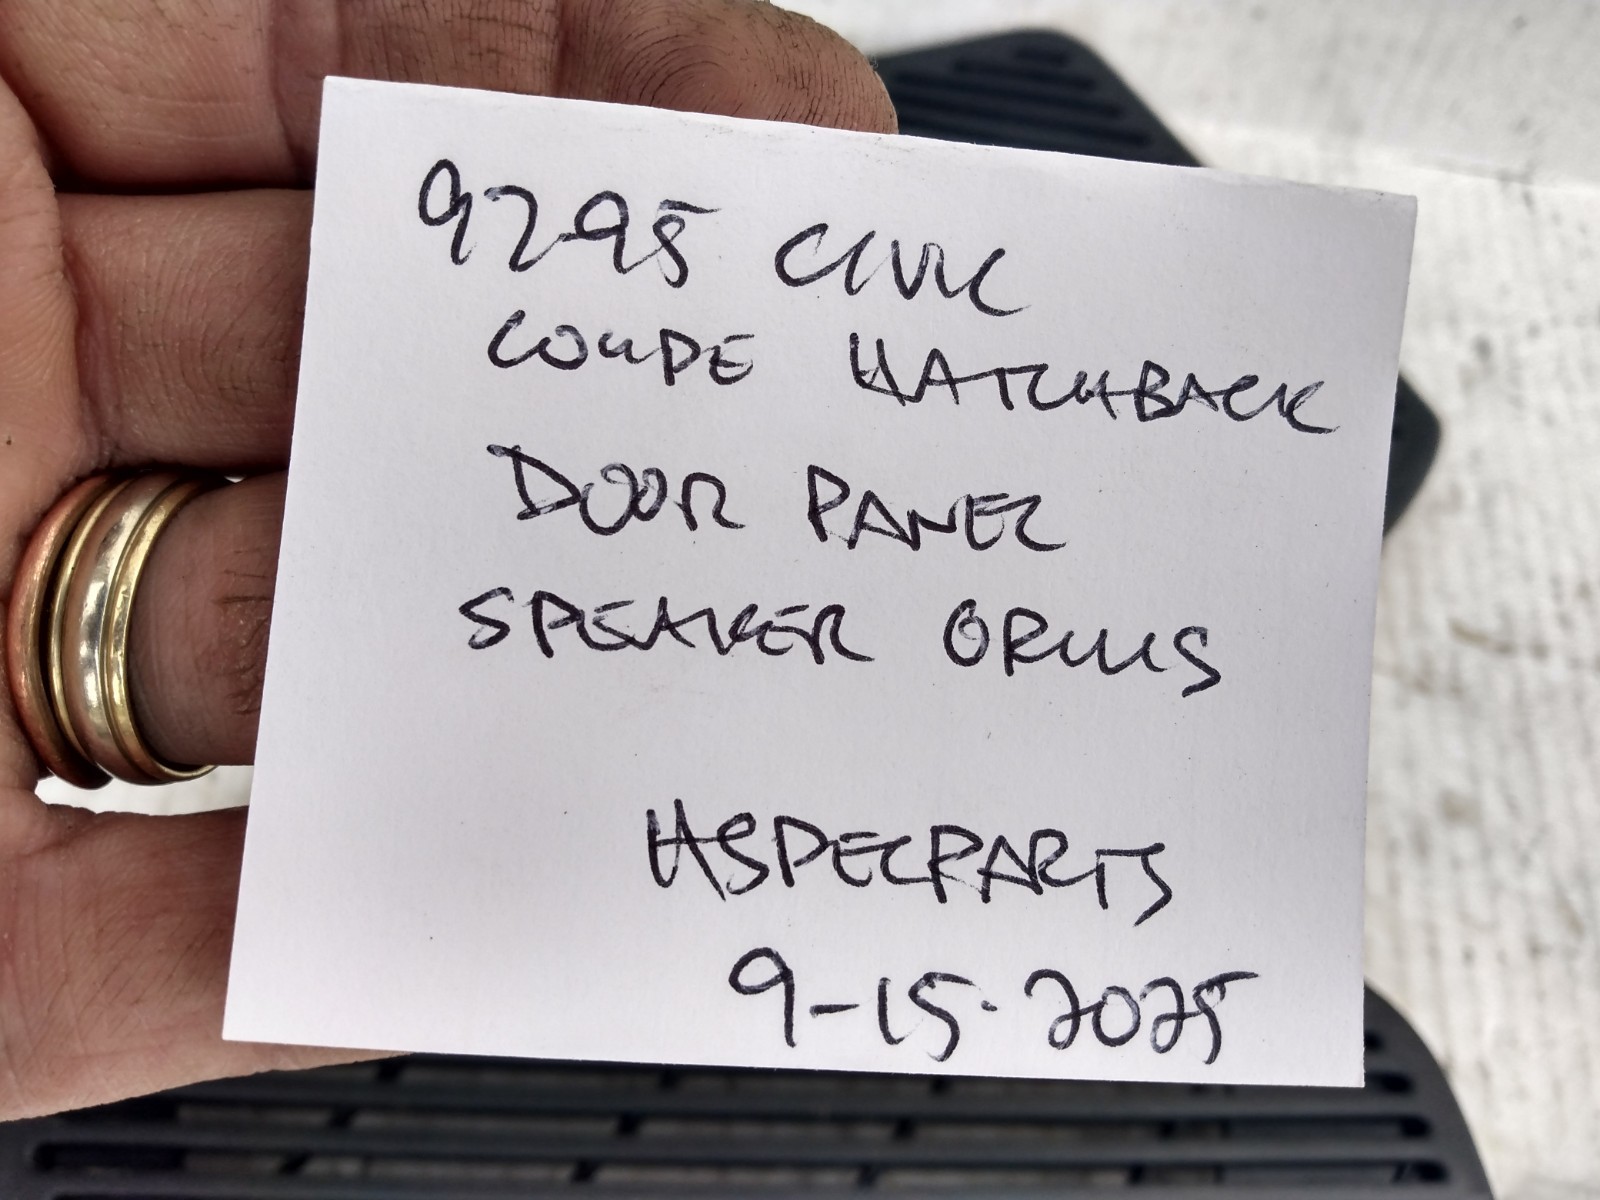 92-95 CIVIC
COUPE HATCHBACK
DOOR PANEL
SPEAKER GRILLS
HSPECPARTS
9-15-2025